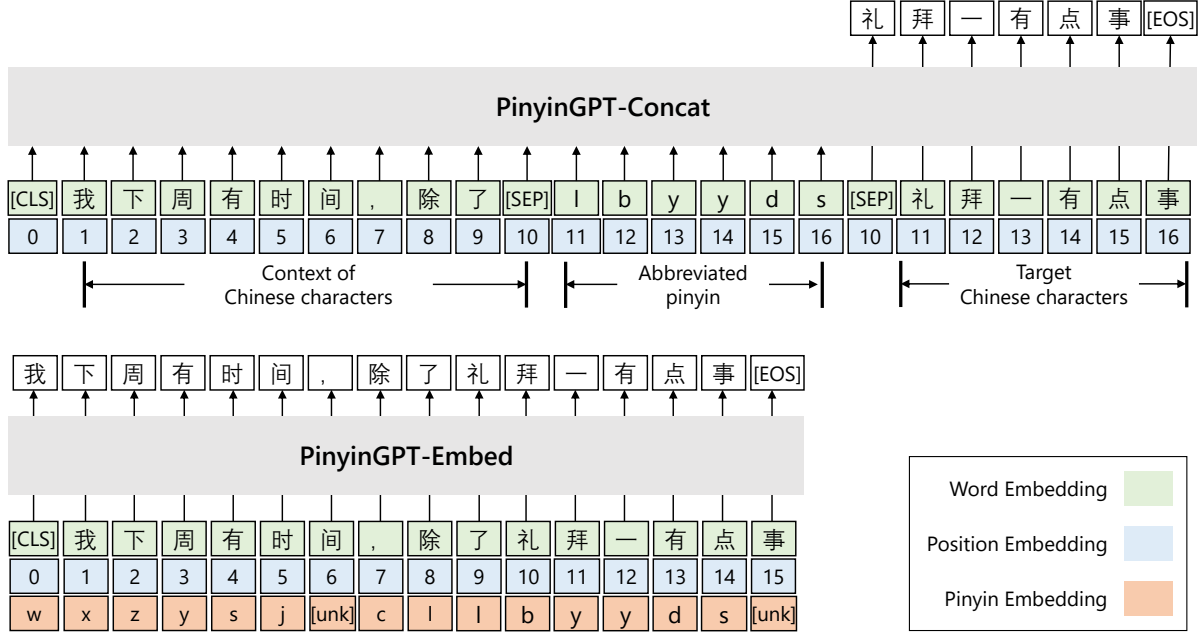 礼 拜 一 有 点 事 [EOS]
PinyinGPT-Concat
[CLS] 我 下 周 有 时 间 , 除 了 [SEP] l b y y d s [SEP] 礼 拜 一 有 点 事
0 1 2 3 4 5 6 7 8 9 10 11 12 13 14 15 16 10 11 12 13 14 15 16
Context of
Chinese characters
Abbreviated
pinyin
Target
Chinese characters
我 下 周 有 时 间 , 除 了 礼 拜 一 有 点 事 [EOS]
PinyinGPT-Embed
[CLS] 我 下 周 有 时 间 , 除 了 礼 拜 一 有 点 事
0 1 2 3 4 5 6 7 8 9 10 11 12 13 14 15
w x z y s j [unk] c l l b y y d s [unk]
Word Embedding
Position Embedding
Pinyin Embedding